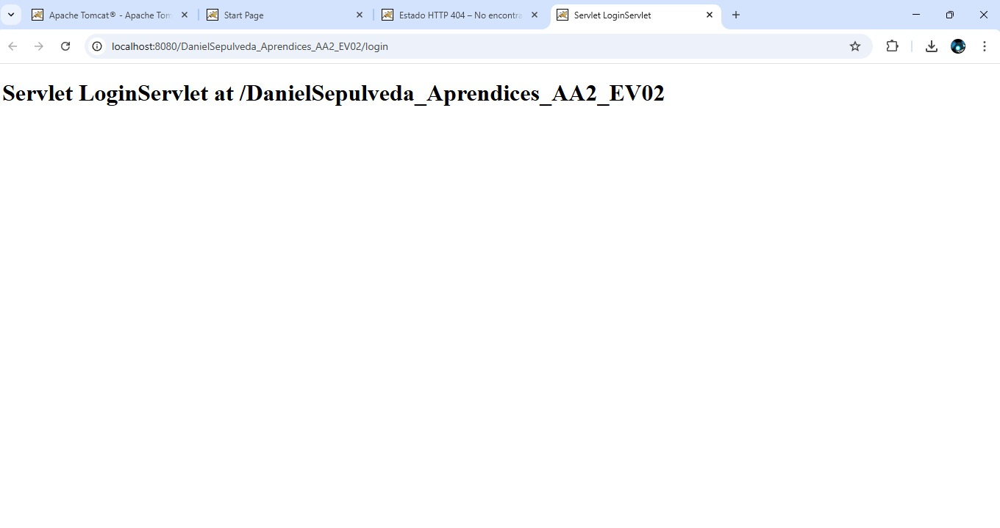 Apache Tomcat® - Apache Tom
Start Page
Estado HTTP 404 – No encontra
Servlet LoginServlet
localhost:8080/DanielSepulveda_Aprendices_AA2_EV02/login
Servlet LoginServlet at /DanielSepulveda_Aprendices_AA2_EV02